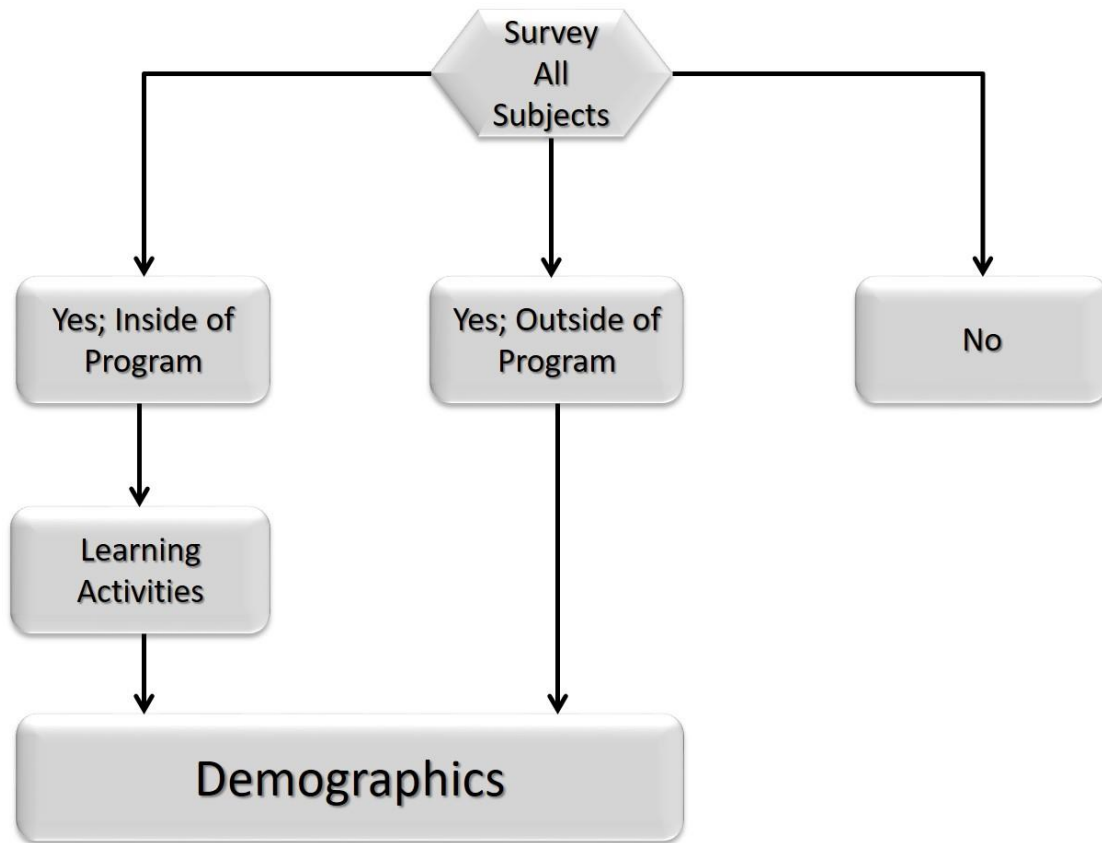 Survey
All
Subjects
Yes; Inside of
Program
Yes; Outside of
Program
No
Learning
Activities
Demographics